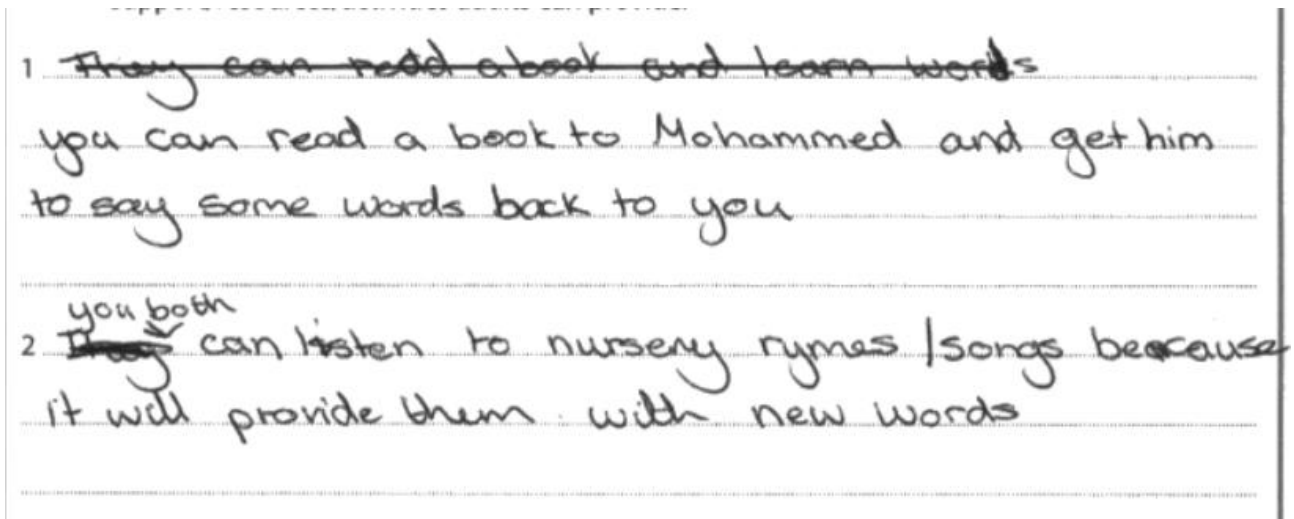 1 They can read a book and learn words
you can read a book to Mohammed and get him
to say some words back to you
you both
2 They can listen to nursery rymes /songs because
it will provide them with new words